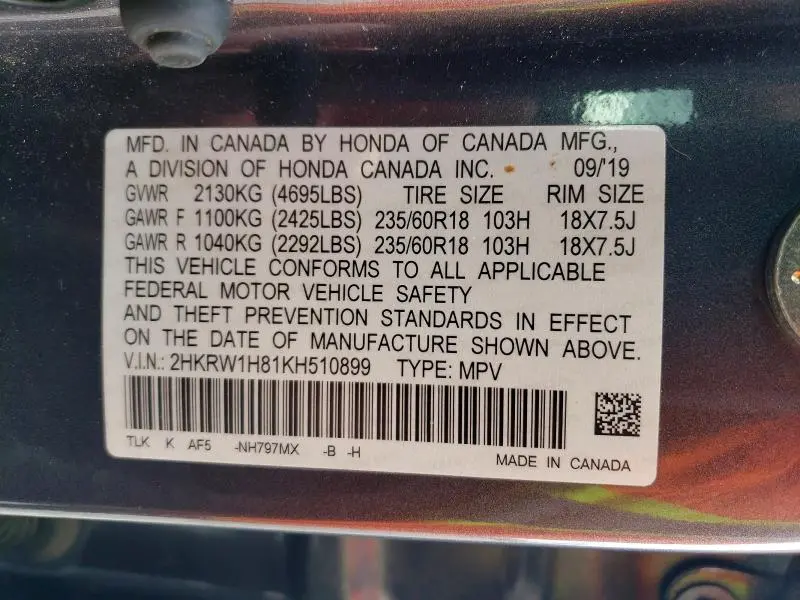 MFD. IN CANADA BY HONDA OF CANADA MFG.,
A DIVISION OF HONDA CANADA INC. 09/'19
GVWR 2130KG (4695LBS) TIRE SIZE RIM SIZE
GAWR F 1100KG (2425LBS) 235/60R18 103H 18X7.5J
GAWR R 1040KG (2292LBS) 235/60R18 103H 18X7.5J
THIS VEHICLE CONFORMS TO ALL APPLICABLE
FEDERAL MOTOR VEHICLE SAFETY
AND THEFT PREVENTION STANDARDS IN EFFECT
ON THE DATE OF MANUFACTURE SHOWN ABOVE.
V.I.N.: 2HKRW1H81KH510899 TYPE: MPV
TLK K AF5 -NH797MX -B -H
MADE IN CANADA